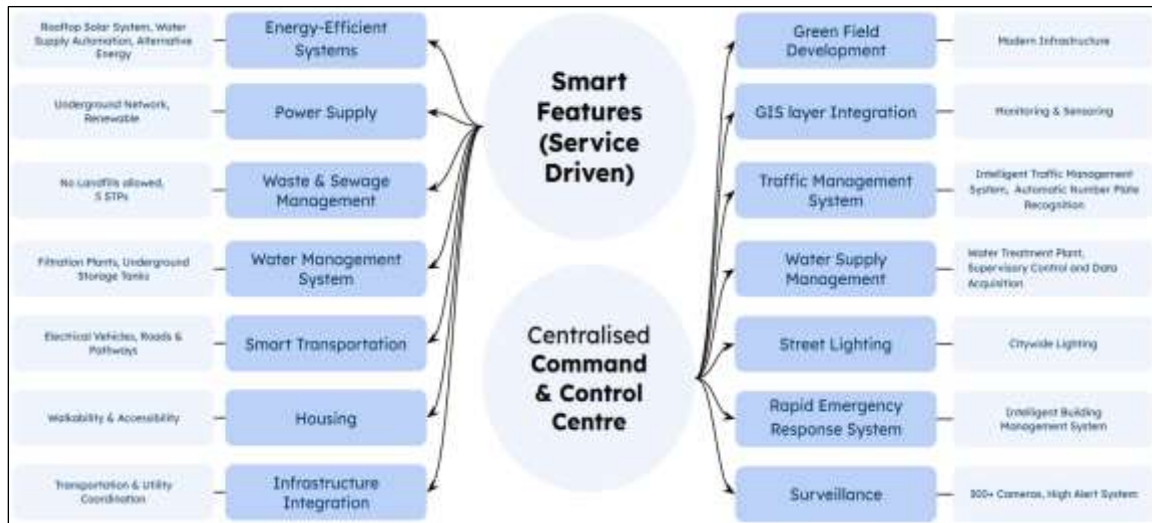 Rooftop Solar System, Water
Supply Automation, Alternative
Energy
Energy-Efficient
Systems
Underground Network,
Renewable
Power Supply
No Landfills allowed,
5 STPs
Waste & Sewage
Management
Filtration Plants, Underground
Storage Tanks
Water Management
System
Electrical Vehicles, Roads &
Pathways
Smart Transportation
Walkability & Accessibility
Housing
Transportation & Utility
Coordination
Infrastructure
Integration
Smart
Features
(Service
Driven)
Centralised
Command
& Control
Centre
Green Field
Development
Modern Infrastructure
GIS layer Integration
Monitoring & Sensoring
Traffic Management
System
Intelligent Traffic Management
System, Automatic Number Plate
Recognition
Water Supply
Management
Water Treatment Plant,
Supervisory Control and Data
Acquisition
Street Lighting
Citywide Lighting
Rapid Emergency
Response System
Intelligent Building
Management System
Surveillance
Cameras, High Alert System